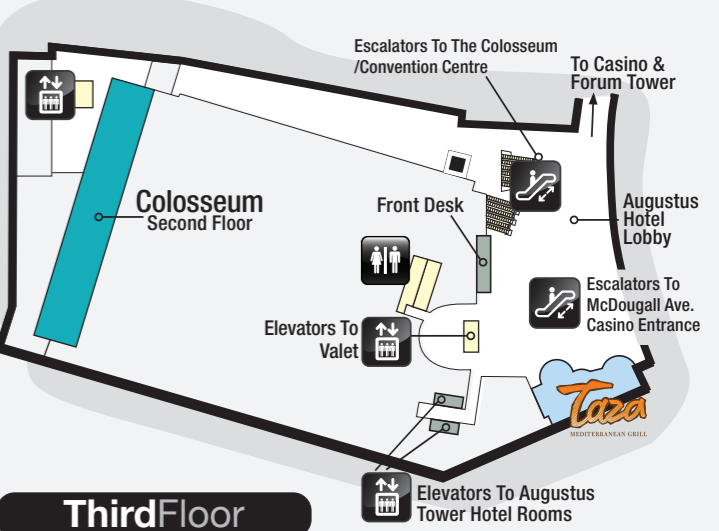 Escalators To The Colosseum
/Convention Centre
To Casino &
Forum Tower
Colosseum
Second Floor
Front Desk
Augustus
Hotel
Lobby
Escalators To
McDougall Ave.
Casino Entrance
Elevators To
Valet
Taza
MEDITERRANEAN GRILL
Elevators To Augustus
Tower Hotel Rooms
ThirdFloor